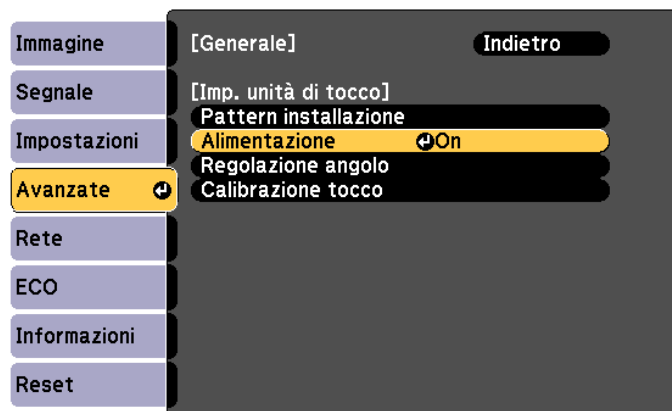 Immagine
Segnale
Impostazioni
Avanzate
Rete
ECO
Informazioni
Reset
[Generale] Indietro
[Imp. unità di tocco]
Pattern installazione
Alimentazione On
Regolazione angolo
Calibrazione tocco